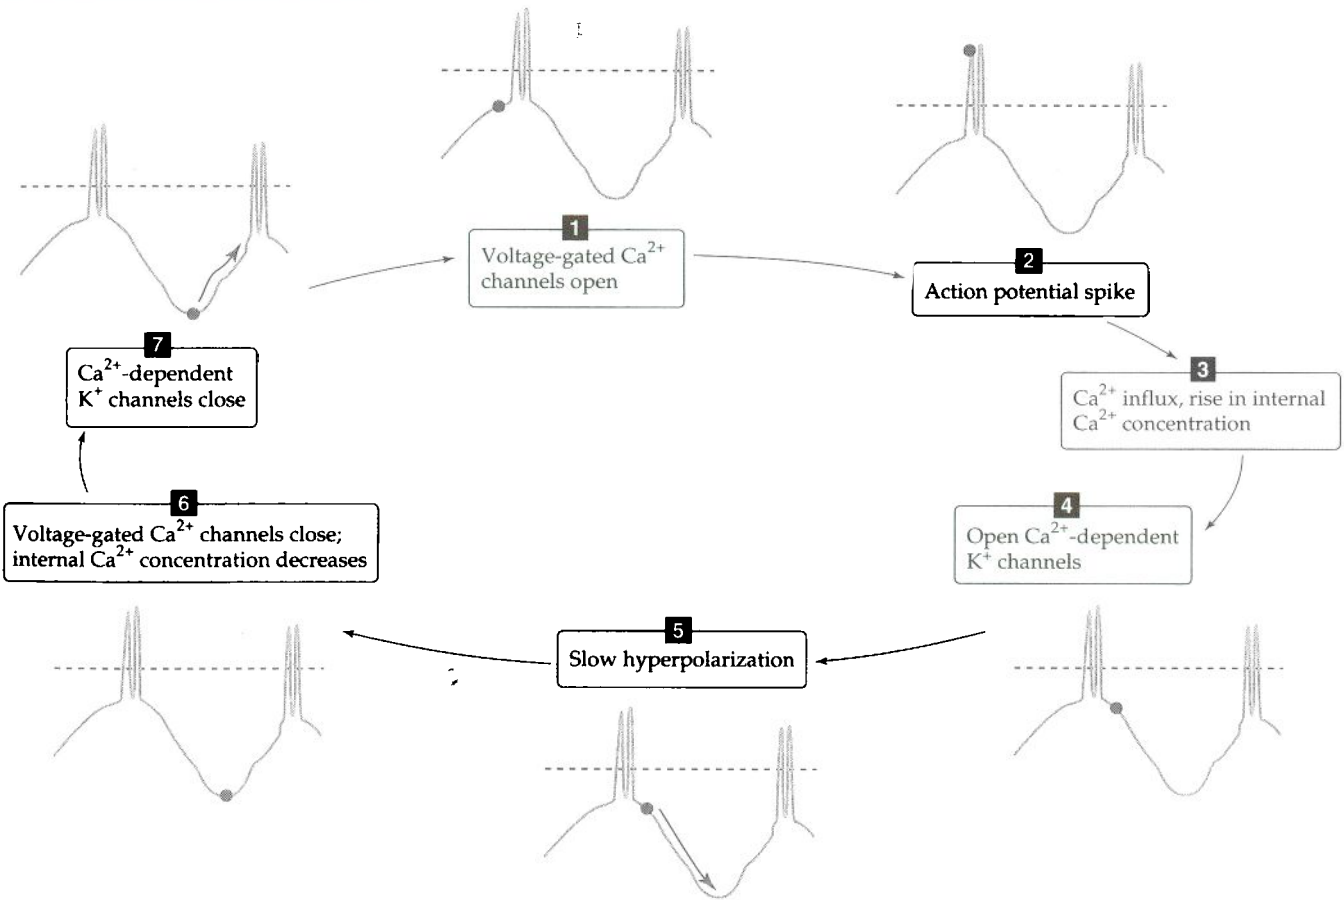 1
Voltage-gated Ca²⁺
channels open
2
Action potential spike
3
Ca²⁺ influx, rise in internal
Ca²⁺ concentration
4
Open Ca²⁺-dependent
K⁺ channels
5
Slow hyperpolarization
6
Voltage-gated Ca²⁺ channels close;
internal Ca²⁺ concentration decreases
7
Ca²⁺-dependent
K⁺ channels close